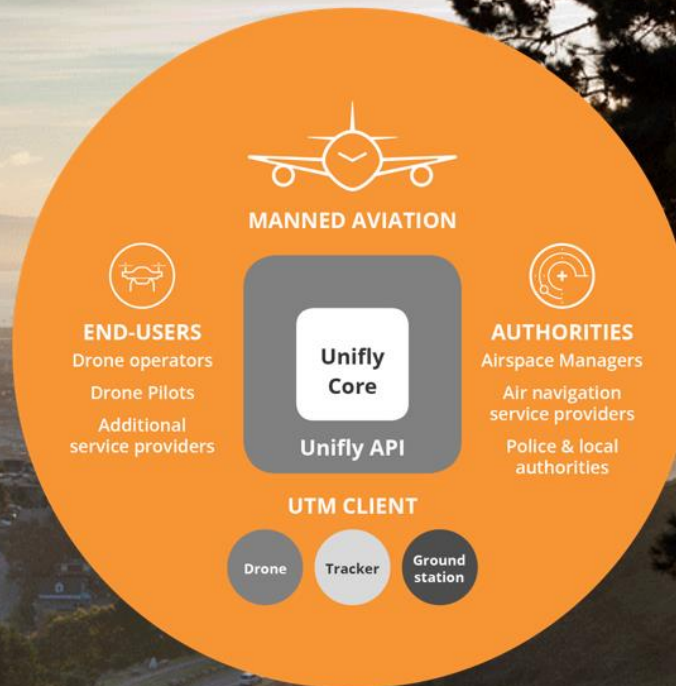 MANNED AVIATION
END-USERS
Drone operators
Drone Pilots
Additional
service providers
Unifly
Core
Unifly API
AUTHORITIES
Airspace Managers
Air navigation
service providers
Police & local
authorities
UTM CLIENT
Drone
Tracker
Ground
station